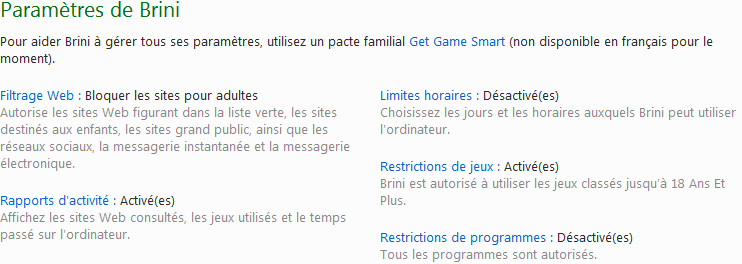 Paramètres de Brini
Pour aider Brini à gérer tous ses paramètres, utilisez un pacte familial Get Game Smart (non disponible en français pour le
moment).
Filtrage Web : Bloquer les sites pour adultes
Autorise les sites Web figurant dans la liste verte, les sites
destinés aux enfants, les sites grand public, ainsi que les
réseaux sociaux, la messagerie instantanée et la messagerie
électronique.
Rapports d'activité : Activé(es)
Affichez les sites Web consultés, les jeux utilisés et le temps
passé sur l'ordinateur.
Limites horaires : Désactivé(es)
Choisissez les jours et les horaires auxquels Brini peut utiliser
l'ordinateur.
Restrictions de jeux : Activé(es)
Brini est autorisé à utiliser les jeux classés jusqu'à 18 Ans Et
Plus.
Restrictions de programmes : Désactivé(es)
Tous les programmes sont autorisés.